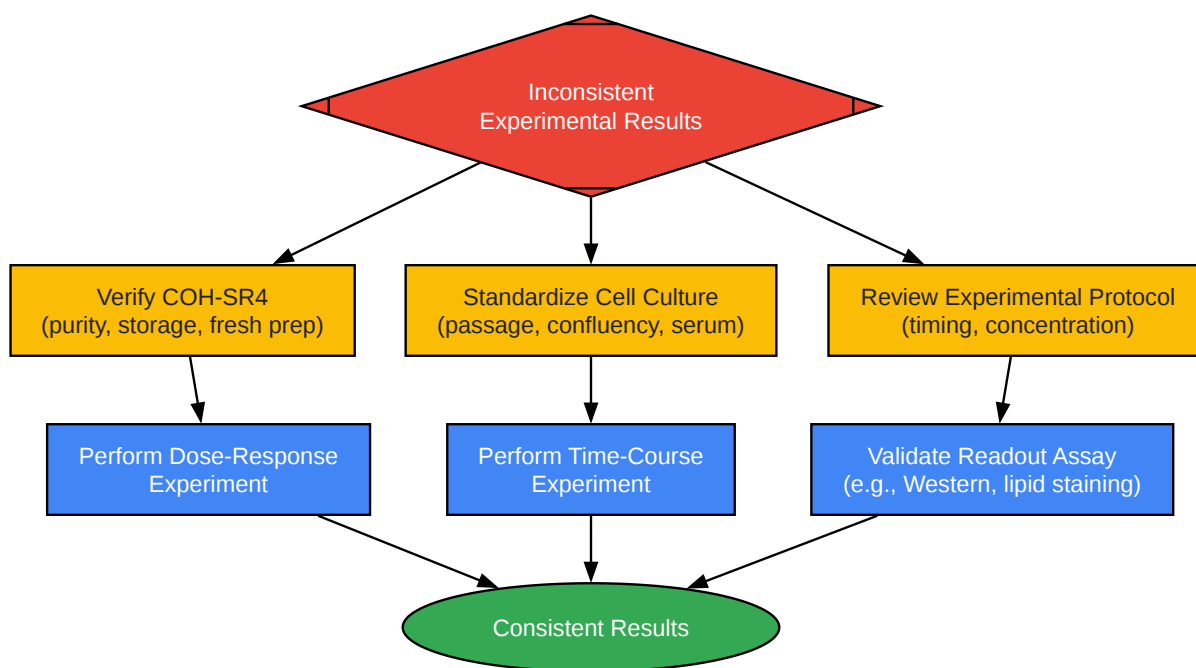 Inconsistent
Experimental Results
Verify COH-SR4
(purity, storage, fresh prep)
Standardize Cell Culture
(passage, confluency, serum)
Review Experimental Protocol
(timing, concentration)
Perform Dose-Response
Experiment
Perform Time-Course
Experiment
Validate Readout Assay
(e.g., Western, lipid staining)
Consistent Results